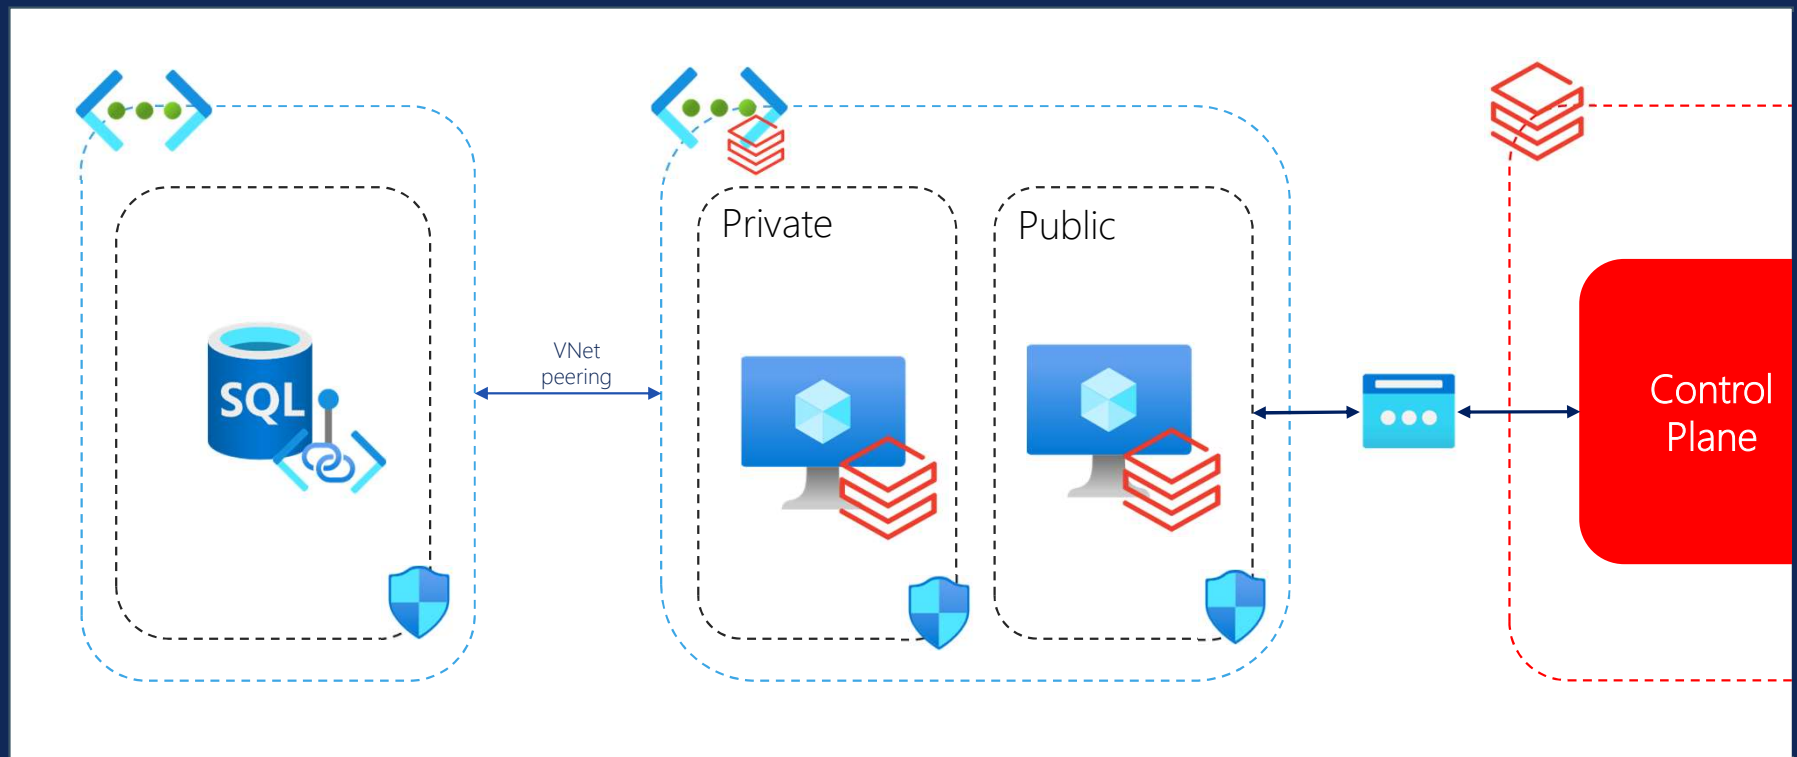 Private
Public
SQL
VNet
peering
Control
Plane